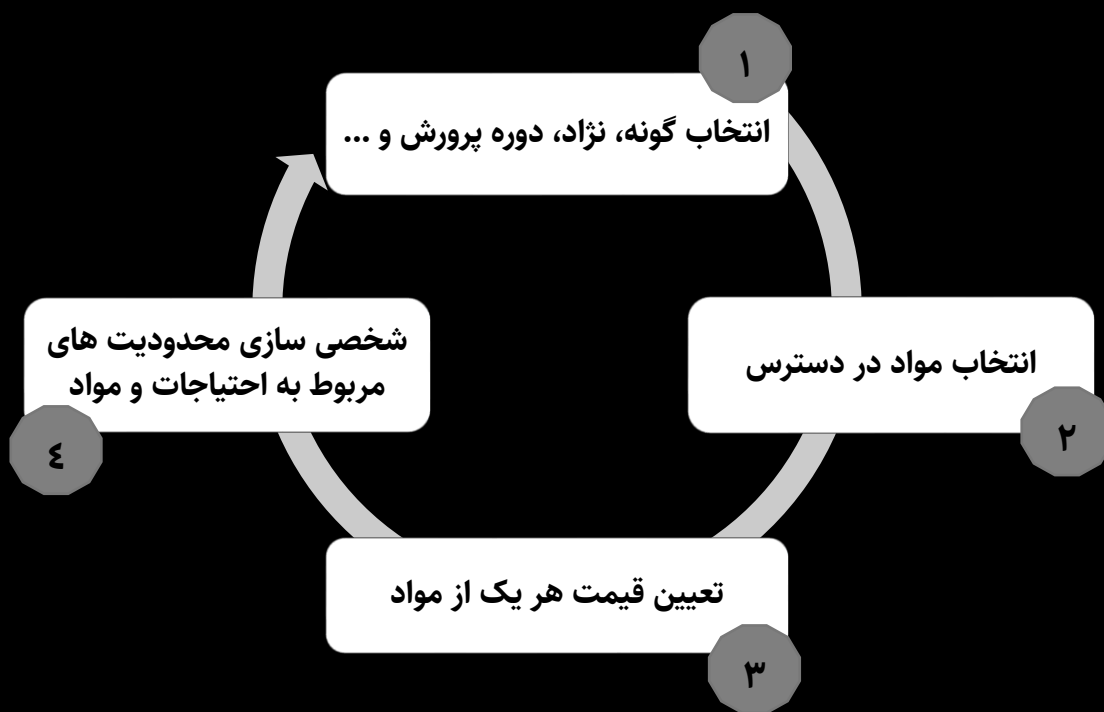 ۱
انتخاب گونه، نژاد، دوره پرورش و ...
انتخاب مواد در دسترس
۲
تعیین قیمت هر یک از مواد
۳
شخصی سازی محدودیت های
مربوط به احتیاجات و مواد
٤